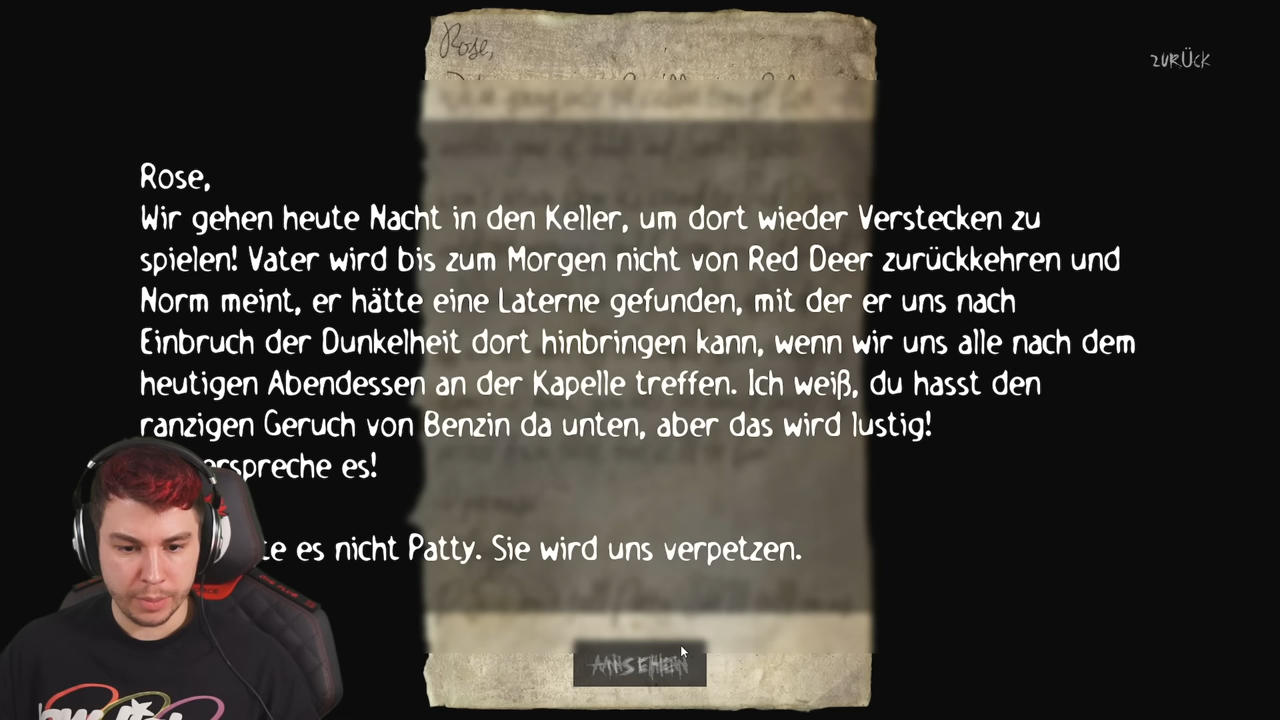 Rose,
ZURÜCK
Rose,
Wir gehen heute Nacht in den Keller, um dort wieder Verstecken zu
spielen! Vater wird bis zum Morgen nicht von Red Deer zurückkehren und
Norm meint, er hätte eine Laterne gefunden, mit der er uns nach
Einbruch der Dunkelheit dort hinbringen kann, wenn wir uns alle nach dem
heutigen Abendessen an der Kapelle treffen. Ich weiß, du hasst den
ranzigen Geruch von Benzin da unten, aber das wird lustig!
es!
es nicht Patty. Sie wird uns verpetzen.
ANSEHEN